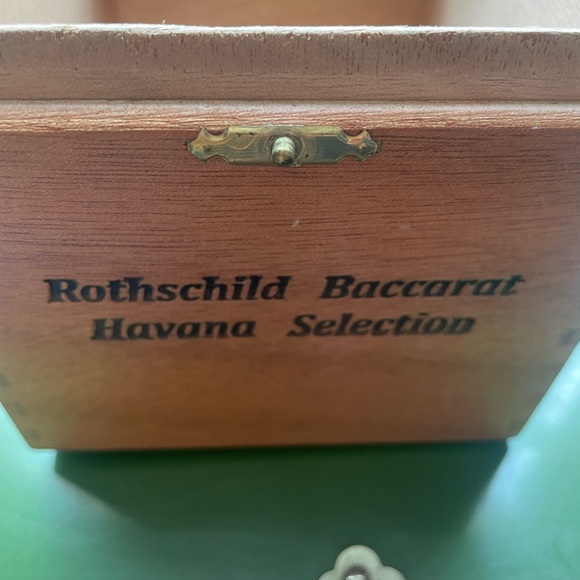 Rothschild Baccarat
Havana Selection